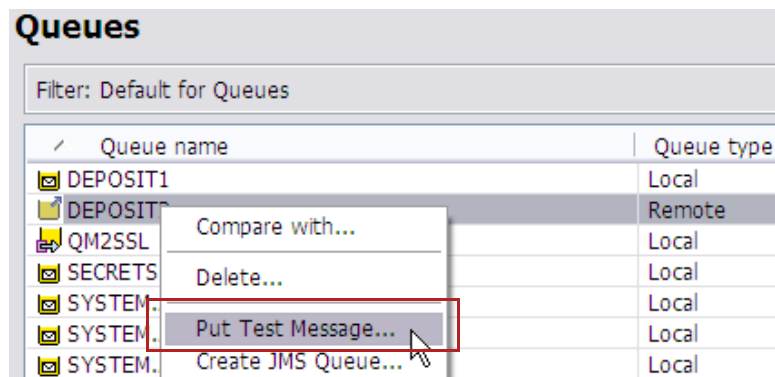 Queues
Filter: Default for Queues
Queue name Queue type
DEPOSIT1 Local
Remote
QM2SSL Local
Compare with...
SECRETS Local
Delete...
SYSTEM. Local
Put Test Message...
SYSTEM. Local
Create JMS Queue...
SYSTEM. Local